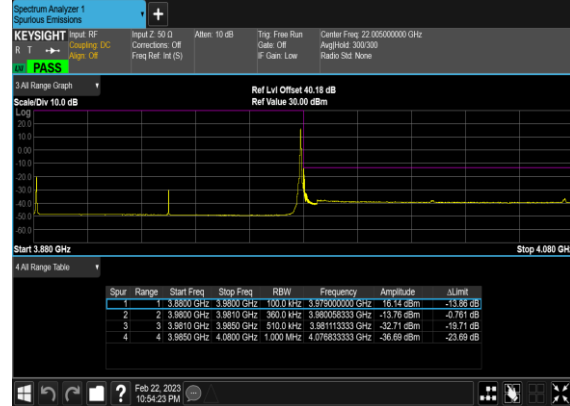 Spectrum Analyzer 1
Spurious Emissions
+
KEYSIGHT Input: RF Input Z: 50 Ω Atten: 10 dB Trig: Free Run Center Freq: 22.005000000 GHz
R T Coupling: DC Corrections: Off Gate: Off Avg|Hold: 300/300
Align: Off Freq Ref: Int (S) IF Gain: Low Radio Std: None
LW PASS
3 All Range Graph
Ref Lvl Offset 40.18 dB
Scale/Div 10.0 dB Ref Value 30.00 dBm
Log
20.0
10.0
0.00
-10.0
-20.0
-30.0
-40.0
-50.0
-60.0
Start 3.880 GHz Stop 4.080 GHz
4 All Range Table
Spur Range Start Freq Stop Freq RBW Frequency Amplitude ΔLimit
1 1 3.8800 GHz 3.9800 GHz 100.0 kHz 3.979000000 GHz 16.14 dBm -13.86 dB
2 2 3.9800 GHz 3.9810 GHz 360.0 kHz 3.980058333 GHz -13.76 dBm -0.761 dB
3 3 3.9810 GHz 3.9850 GHz 510.0 kHz 3.981113333 GHz -32.71 dBm -19.71 dB
4 4 3.9850 GHz 4.0800 GHz 1.000 MHz 4.076833333 GHz -36.69 dBm -23.69 dB
? Feb 22, 2023
10:54:23 PM